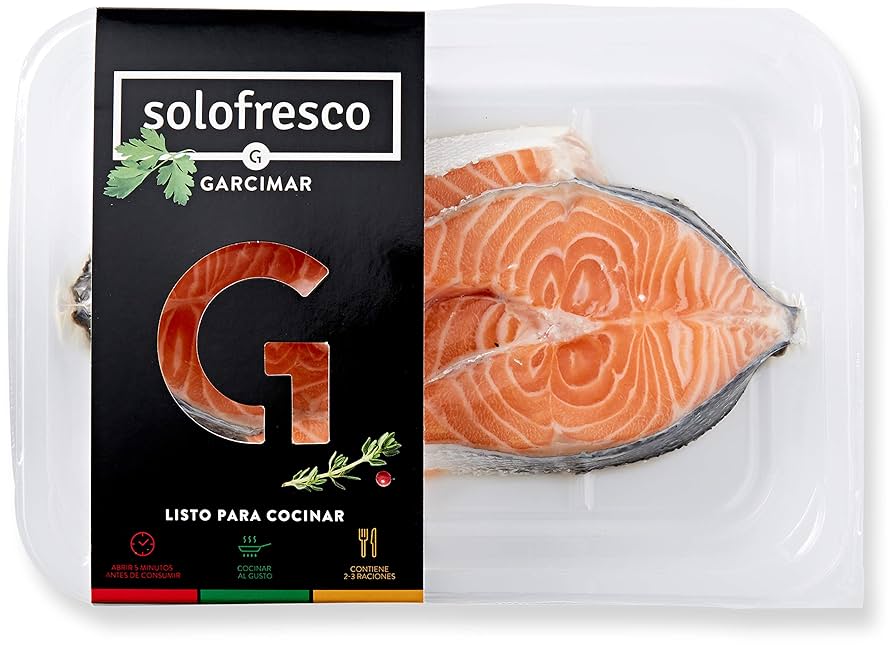 solofresco
G
GARCIMAR
G
LISTO PARA COCINAR
ABRIR 5 MINUTOS
ANTES DE CONSUMIR
COCINAR
AL GUSTO
CONTIENE
2-3 RACIONES